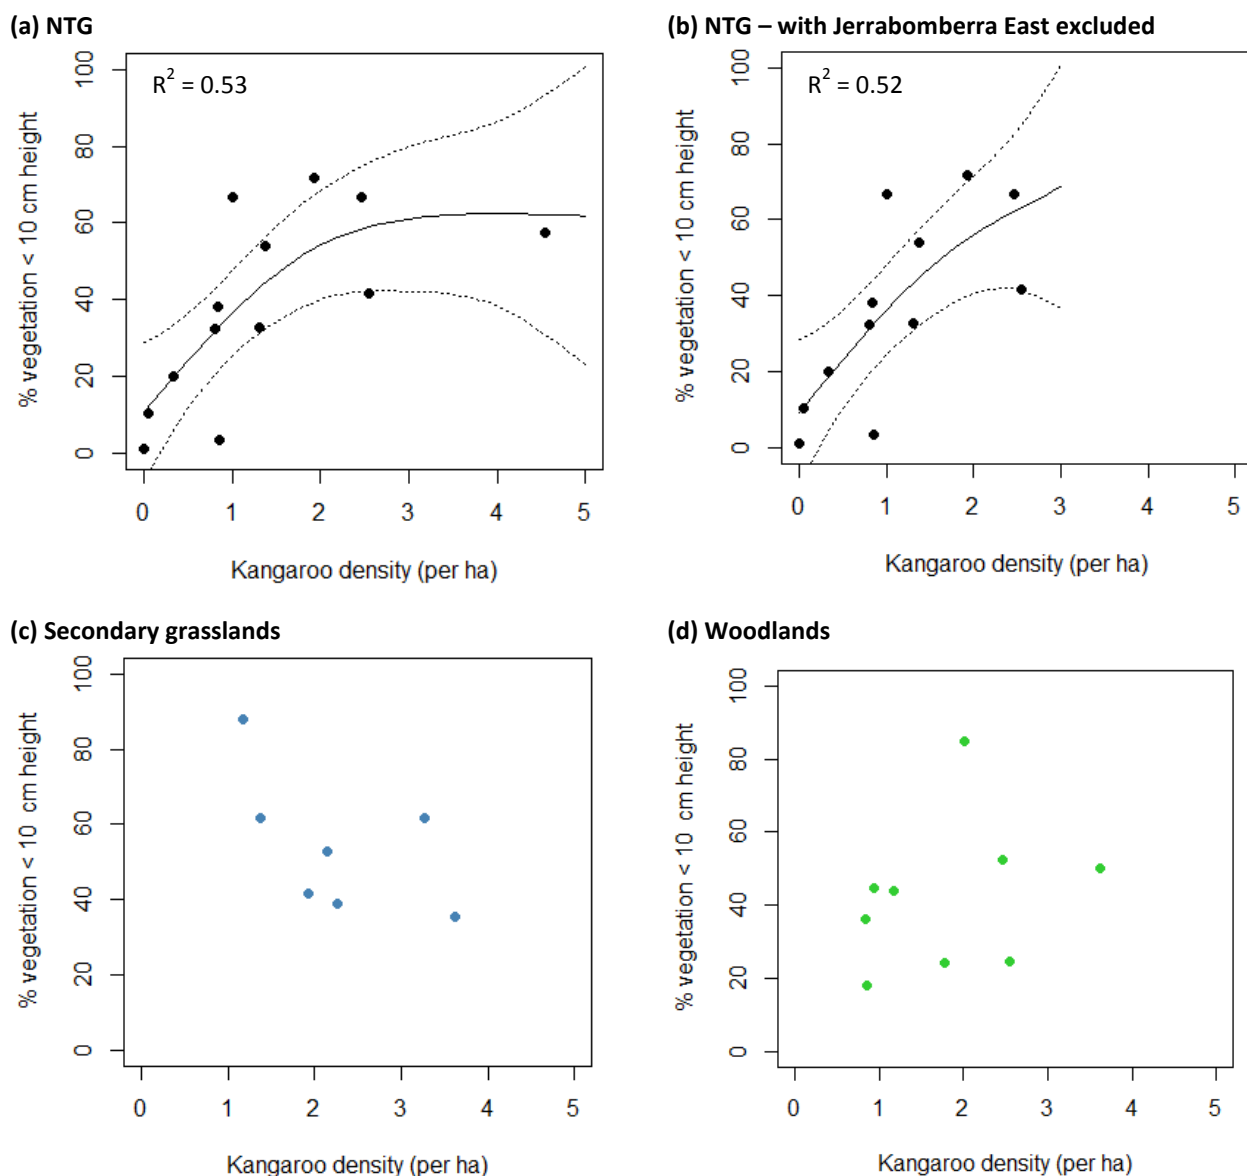 (a) NTG
R² = 0.53
% vegetation < 10 cm height
0
20
40
60
80
100
0 1 2 3 4 5
Kangaroo density (per ha)
(b) NTG – with Jerrabomberra East excluded
R² = 0.52
% vegetation < 10 cm height
0
20
40
60
80
100
0 1 2 3 4 5
Kangaroo density (per ha)
(c) Secondary grasslands
% vegetation < 10 cm height
0
20
40
60
80
100
0 1 2 3 4 5
Kangaroo density (per ha)
(d) Woodlands
% vegetation < 10 cm height
0
20
40
60
80
100
0 1 2 3 4 5
Kangaroo density (per ha)